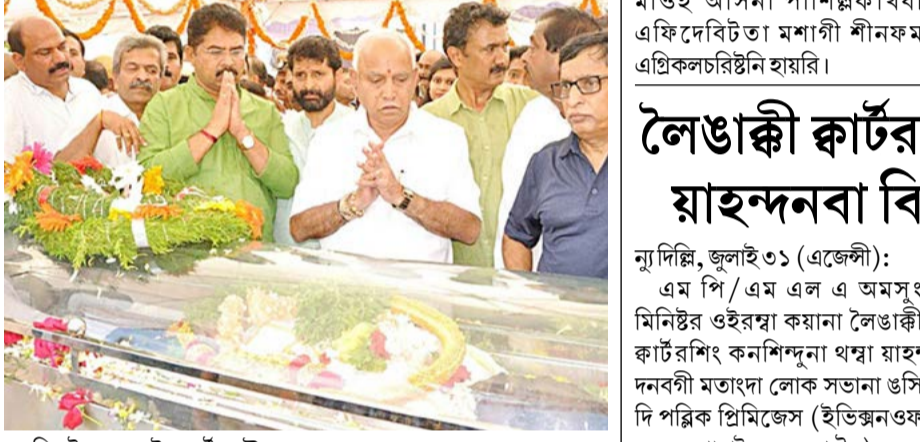 এফিদেবিটতা মশাগী শীনফম
এগ্রিকলচরিষ্টনি হায়রি।
লৈঙাক্কী ক্বার্টর
য়াহন্দনবা বি
ন্যু দিল্লি, জুলাই ৩১ (এজেন্সী):
এম পি/এম এল এ অমসুং
মিনিষ্টর ওইরম্বা কয়ানা লৈঙাক্কী
ক্বার্টরশিং কনশিন্দুনা থম্বা য়াহ
দনবগী মতাংদা লোক সভানা ঙসি
দি পব্লিক প্রিমিজেস (ইভিক্সনওফ